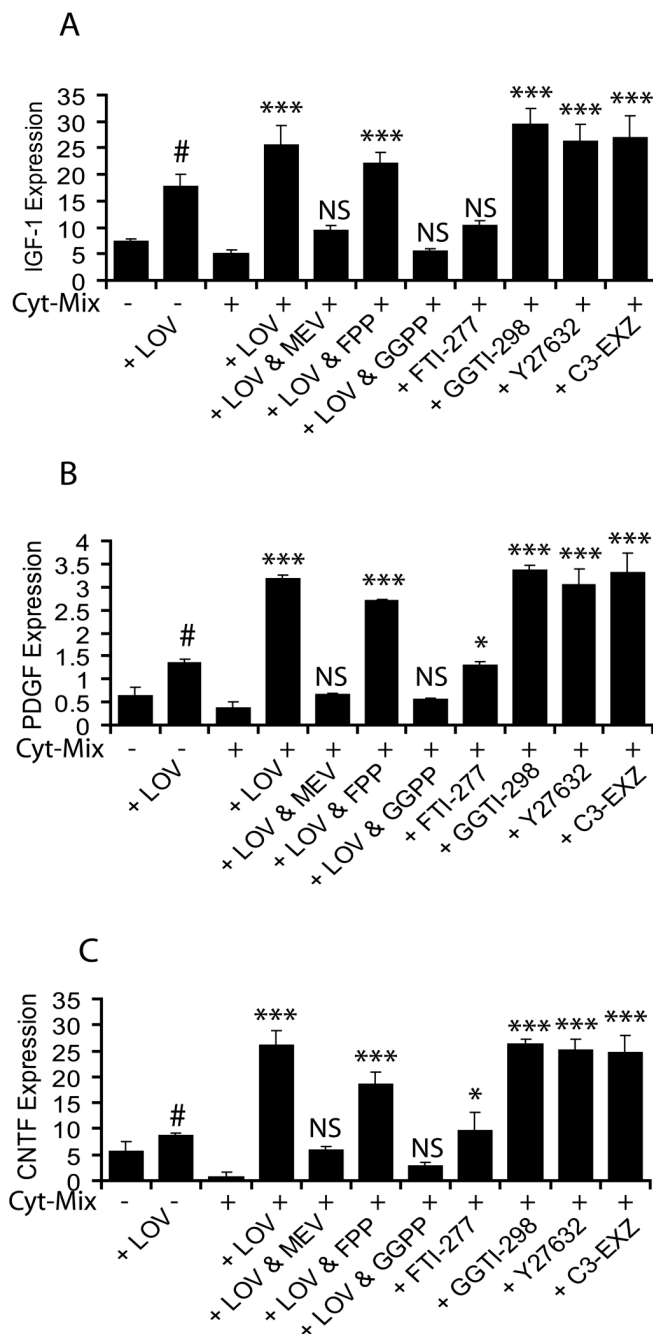 A
IGF-1 Expression
35
30
25
20
15
10
5
0
#
***
NS
***
NS
NS
***
***
***
Cyt-Mix - - + + + + + + + + +
+ LOV
+ LOV
+ LOV & MEV
+ LOV & FPP
+ LOV & GGPP
+ FTI-277
+ GGTI-298
+ Y27632
+ C3-EXZ
B
PDGF Expression
4
3.5
3
2.5
2
1.5
1
0.5
0
#
***
NS
***
NS
*
***
***
***
Cyt-Mix - - + + + + + + + + +
+ LOV
+ LOV
+ LOV & MEV
+ LOV & FPP
+ LOV & GGPP
+ FTI-277
+ GGTI-298
+ Y27632
+ C3-EXZ
C
CNTF Expression
35
30
25
20
15
10
5
0
#
***
NS
***
NS
*
***
***
***
Cyt-Mix - - + + + + + + + + +
+ LOV
+ LOV
+ LOV & MEV
+ LOV & FPP
+ LOV & GGPP
+ FTI-277
+ GGTI-298
+ Y27632
+ C3-EXZ